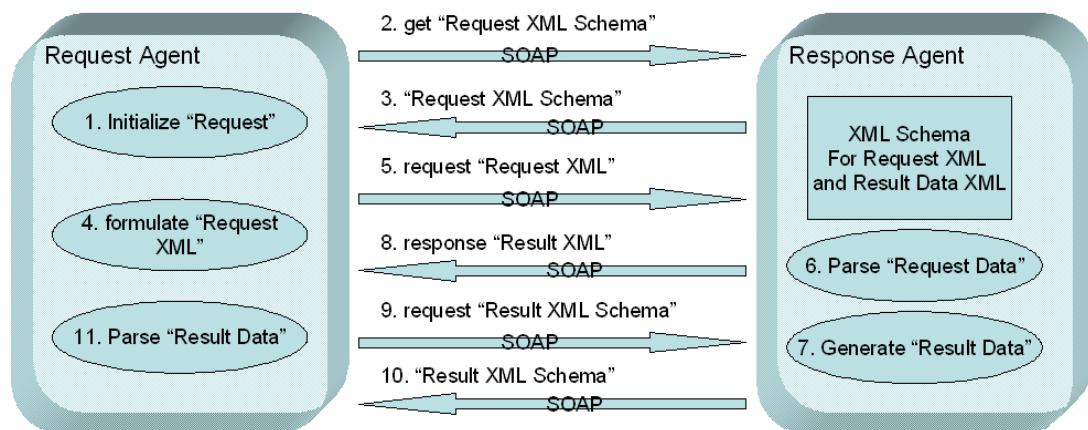 Request Agent
1. Initialize “Request”
4. formulate “Request
XML”
11. Parse “Result Data”
2. get “Request XML Schema”
SOAP
3. “Request XML Schema”
SOAP
5. request “Request XML”
SOAP
8. response “Result XML”
SOAP
9. request “Result XML Schema”
SOAP
10. “Result XML Schema”
SOAP
Response Agent
XML Schema
For Request XML
and Result Data XML
6. Parse “Request Data”
7. Generate “Result Data”